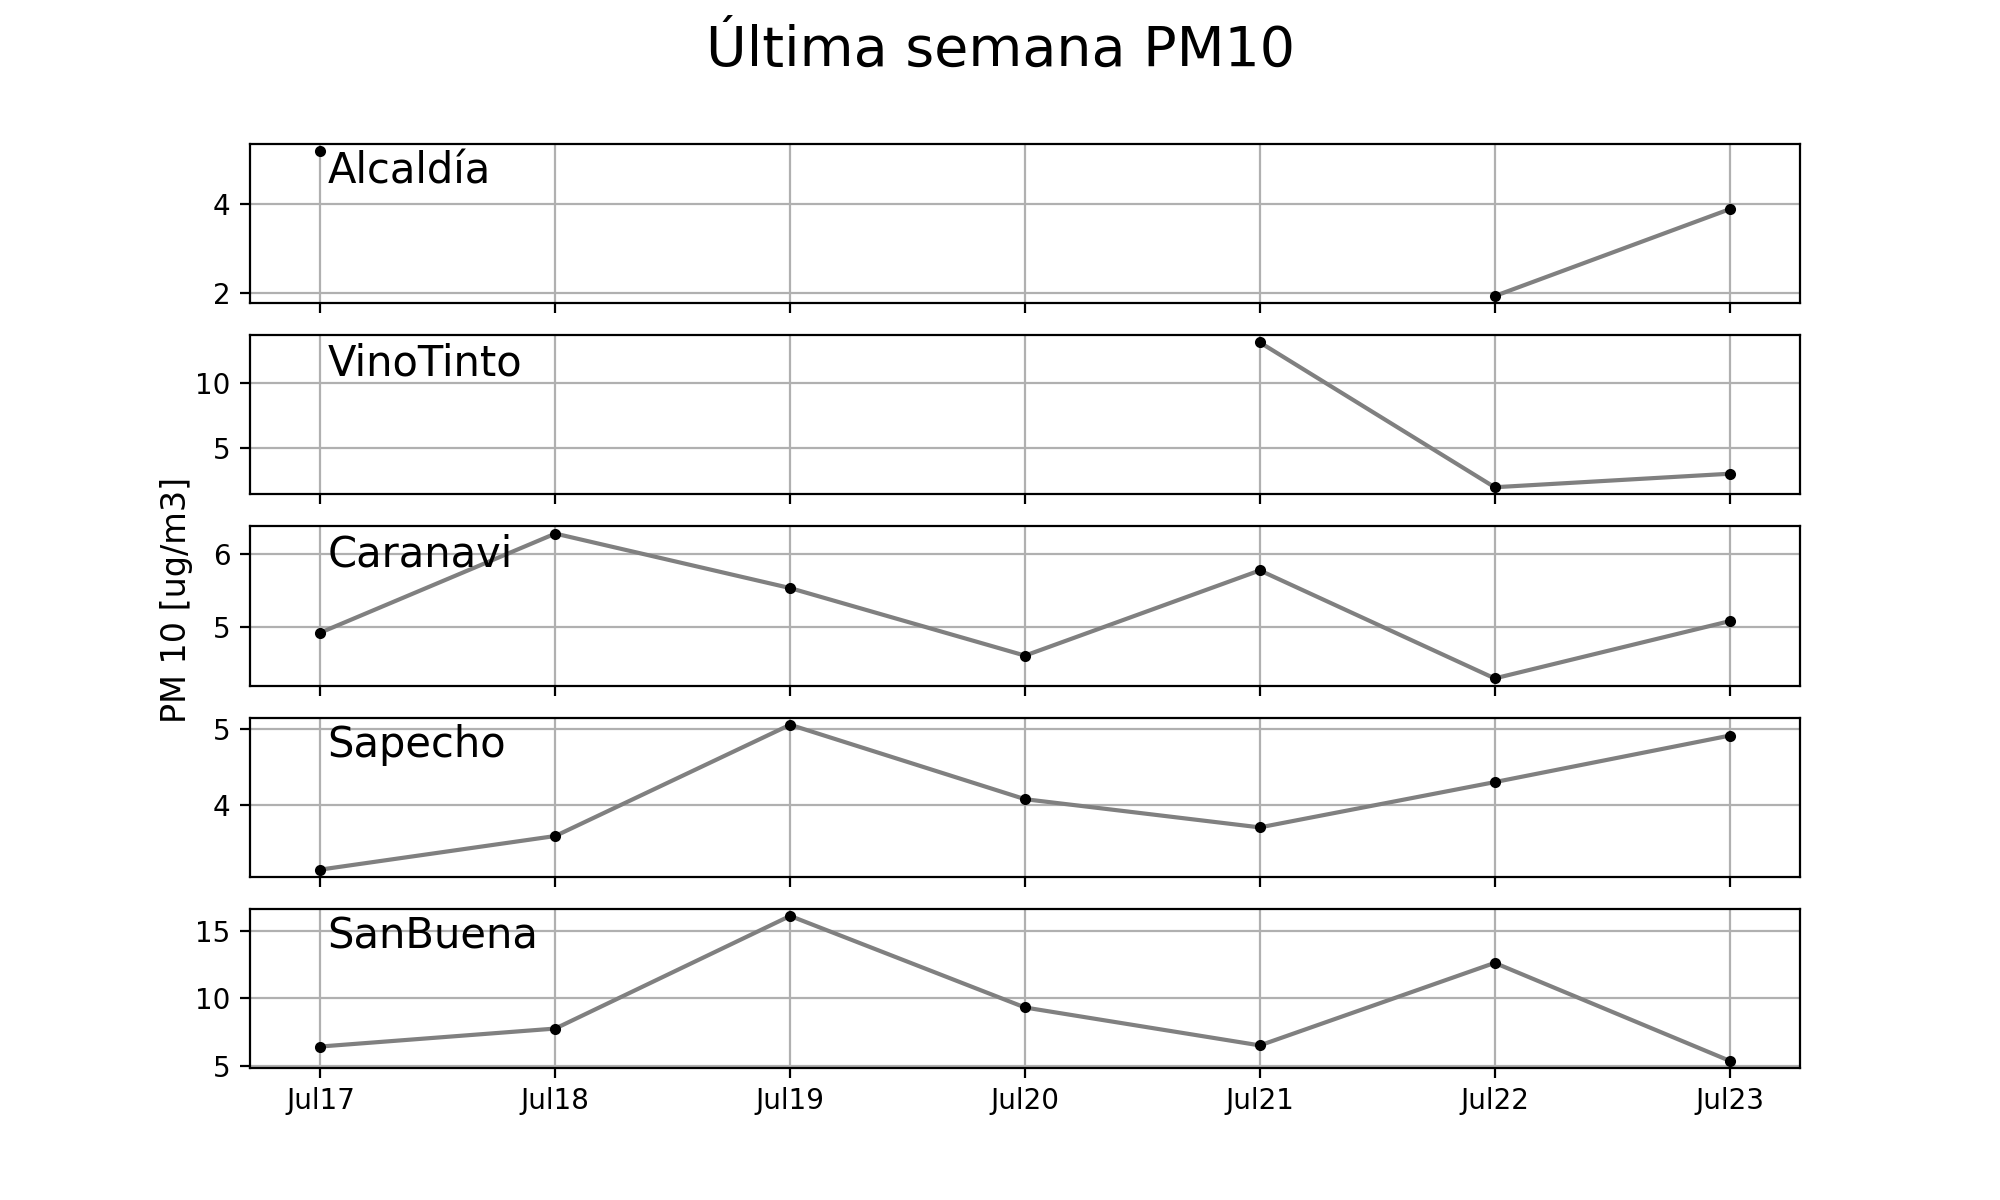 Última semana PM10
Alcaldía
4
2
VinoTinto
10
5
PM 10 [ug/m3]
Caranavi
6
5
Sapecho
5
4
SanBuena
15
10
5
Jul17 Jul18 Jul19 Jul20 Jul21 Jul22 Jul23